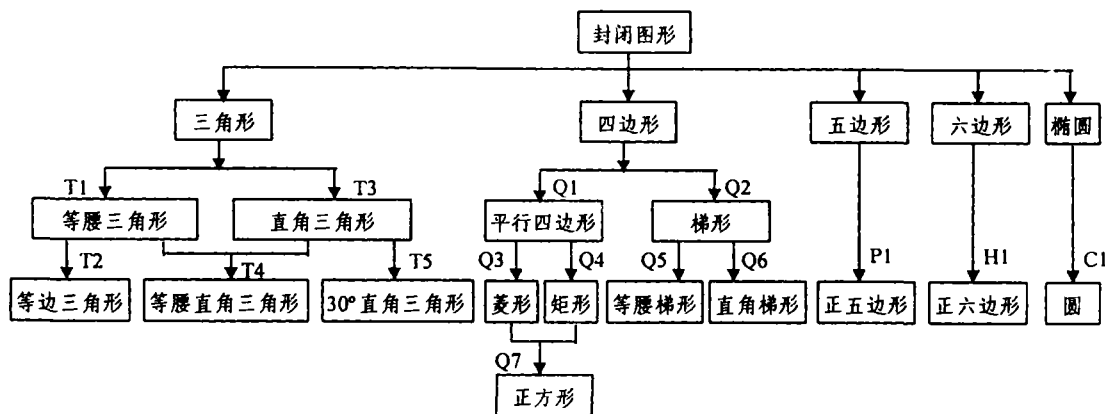 封闭图形
三角形 四边形 五边形 六边形 椭圆
T1 T3 Q1 Q2
等腰三角形 直角三角形 平行四边形 梯形
T2 T4 T5 Q3 Q4 Q5 Q6 P1 H1 C1
等边三角形 等腰直角三角形 30°直角三角形 菱形 矩形 等腰梯形 直角梯形 正五边形 正六边形 圆
Q7
正方形